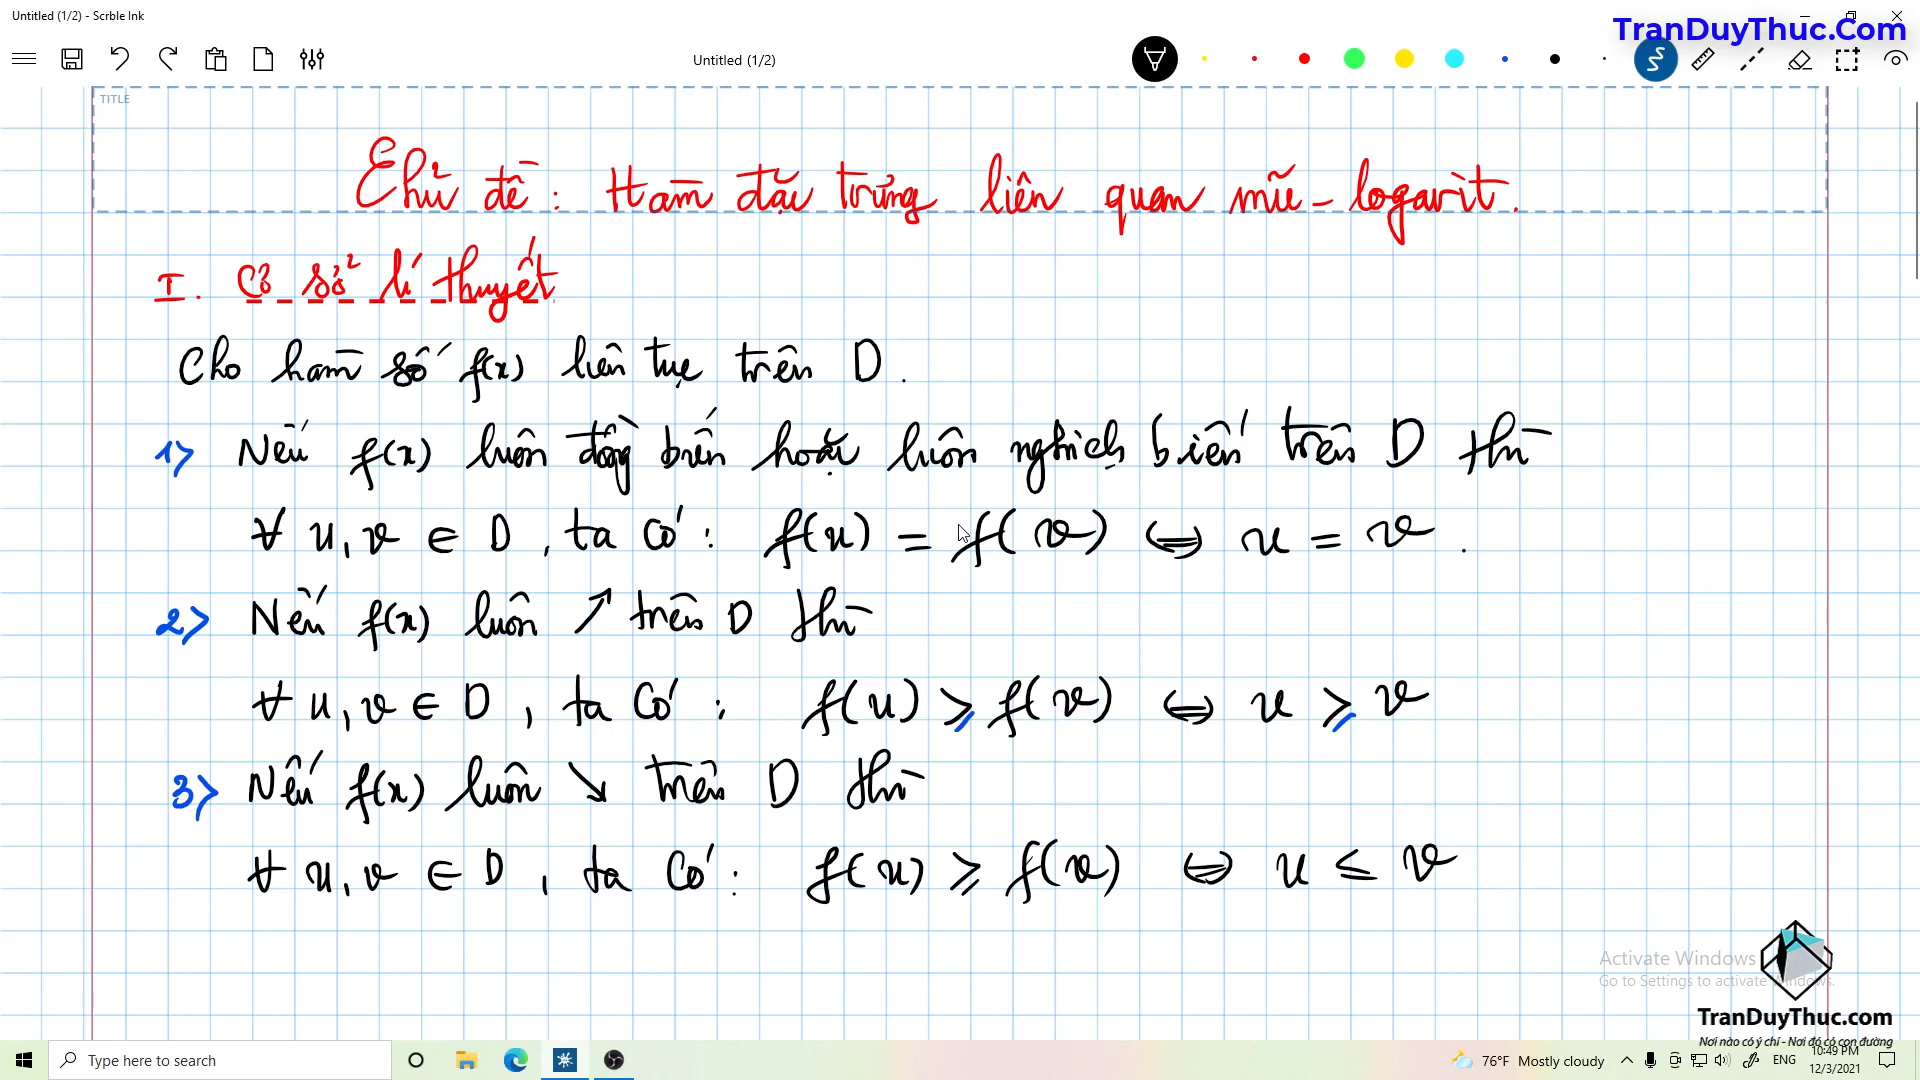 Untitled (1/2) - Scrble Ink
TranDuyThuc.Com
Untitled (1/2)
TITLE
Chủ đề: Hàm đặc trưng liên quan mũ - logarit.
I. Cơ sở lí thuyết
Cho hàm số f(x) liên tục trên D.
1> Nếu f(x) luôn đồng biến hoặc luôn nghịch biến trên D thì
∀ u, v ∈ D, ta có: f(u) = f(v) ⇔ u = v.
2> Nếu f(x) luôn ↗ trên D thì
∀ u, v ∈ D, ta có: f(u) ⩾ f(v) ⇔ u ⩾ v
3> Nếu f(x) luôn ↘ trên D thì
∀ u, v ∈ D, ta có: f(u) ⩾ f(v) ⇔ u ≤ v
Activate Windows
Go to Settings to activate Windows.
TranDuyThuc.com
Nơi nào có ý chí - Nơi đó có con đường
Type here to search
76°F Mostly cloudy
ENG
10:49 PM
12/3/2021